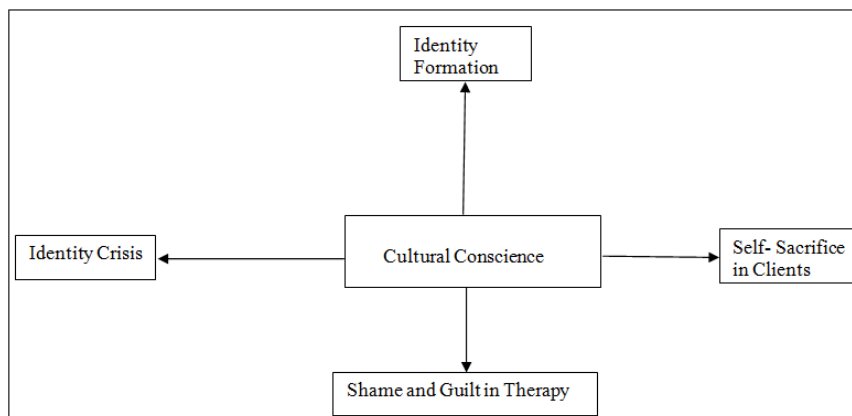 Identity
Formation
Identity Crisis
Cultural Conscience
Self- Sacrifice
in Clients
Shame and Guilt in Therapy